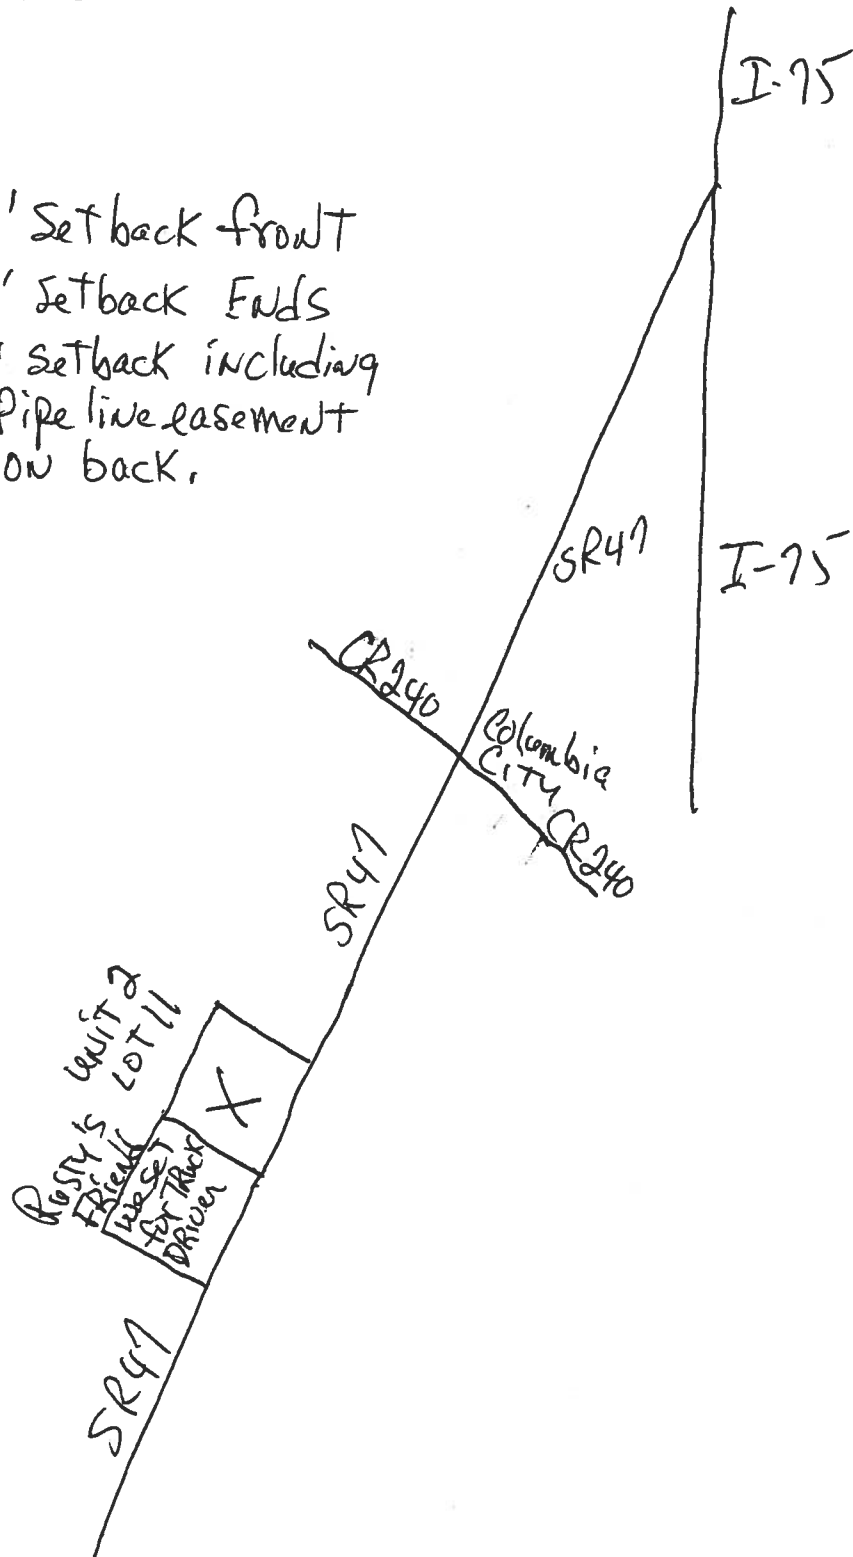 I-75
' Setback front
' Setback Ends
' Setback including
Pipe line easement
on back.
SR47
I-75
CR240
Columbia
City
CR240
SR47
Unit 2
LOT 11
X
Rusty's
Friend
we set
for Truck
Driver
SR47